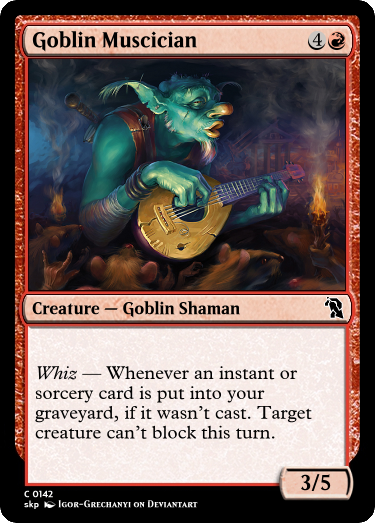 Goblin Muscician 4
Creature — Goblin Shaman
Whiz — Whenever an instant or
sorcery card is put into your
graveyard, if it wasn't cast. Target
creature can't block this turn.
3/5
C 0142
skp Igor-Grechanyi on Deviantart